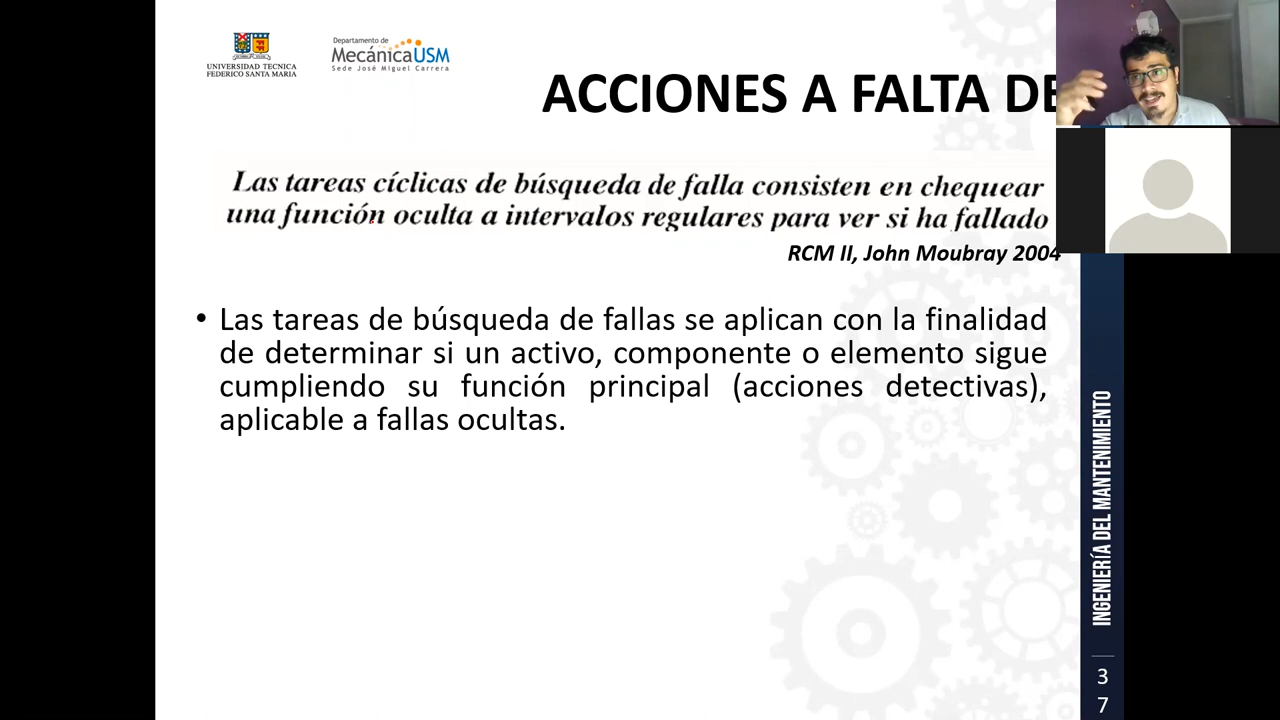 UNIVERSIDAD TECNICA
FEDERICO SANTA MARIA
Departamento de
MecánicaUSM
Sede José Miguel Carrera
ACCIONES A FALTA DE
Las tareas cíclicas de búsqueda de falla consisten en chequear
una función oculta a intervalos regulares para ver si ha fallado
RCM II, John Moubray 2004
• Las tareas de búsqueda de fallas se aplican con la finalidad
de determinar si un activo, componente o elemento sigue
cumpliendo su función principal (acciones detectivas),
aplicable a fallas ocultas.
INGENIERÍA DEL MANTENIMIENTO
3
7